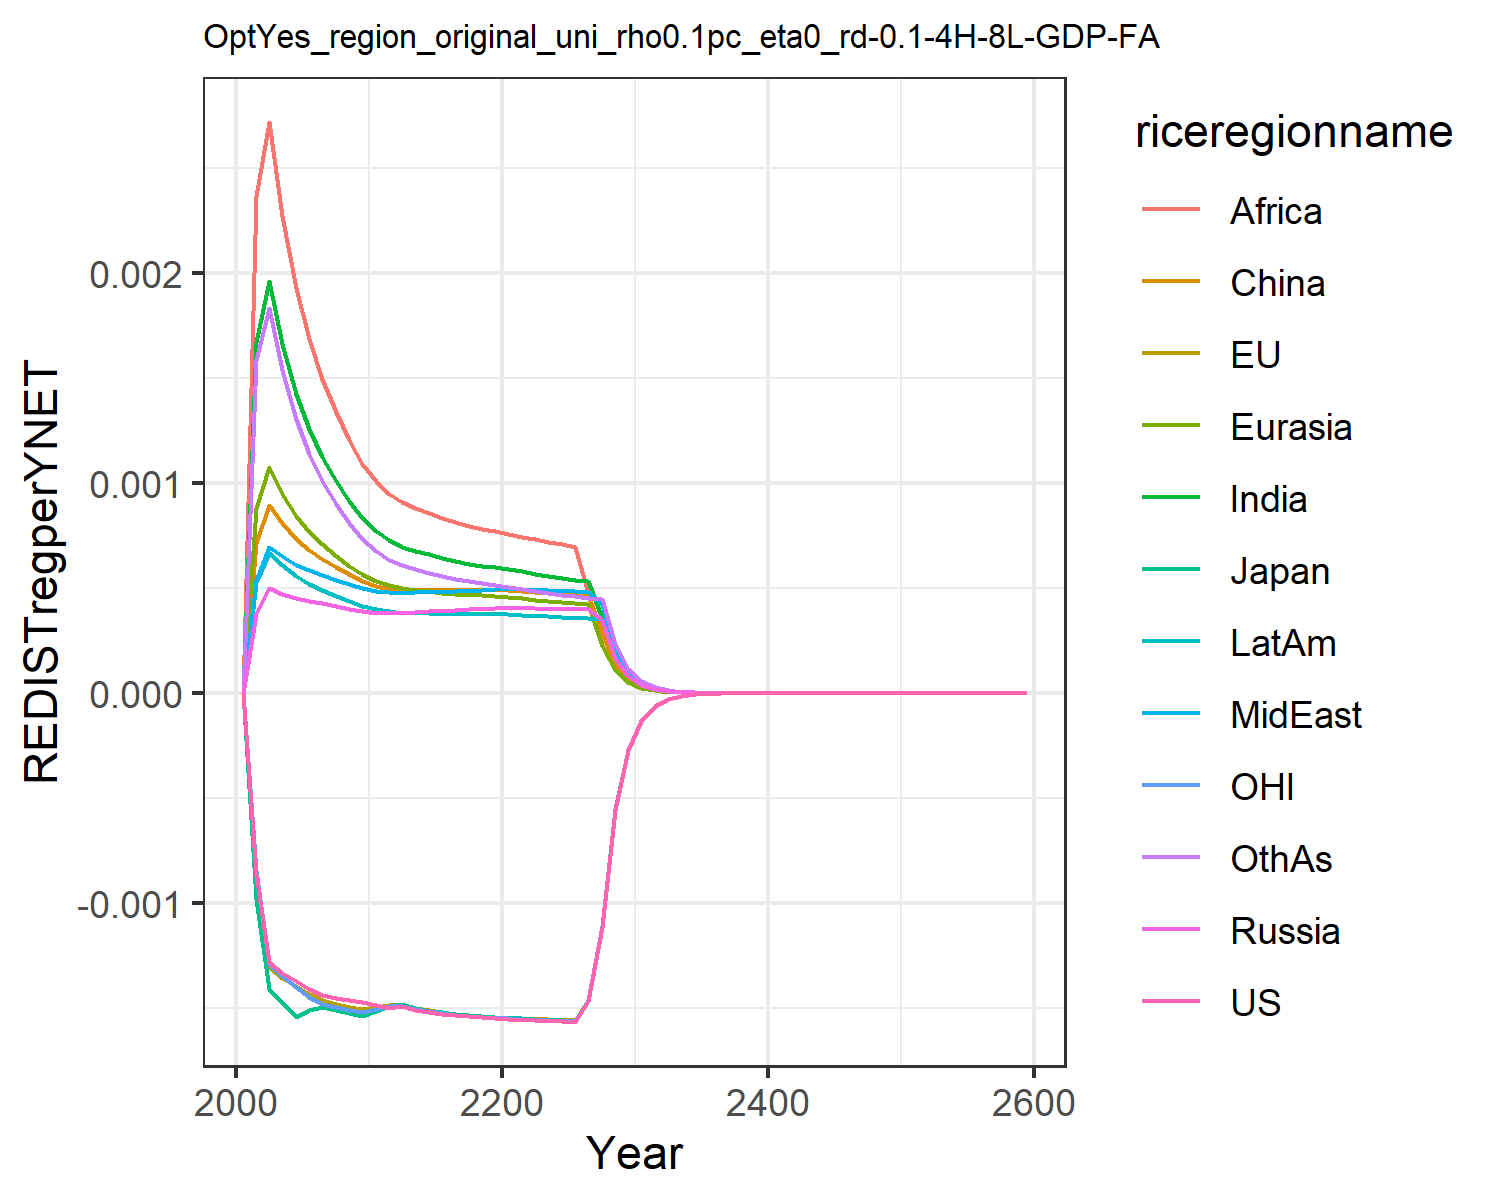 OptYes_region_original_uni_rho0.1pc_eta0_rd-0.1-4H-8L-GDP-FA
riceregionname
Africa
China
EU
Eurasia
India
Japan
LatAm
MidEast
OHI
OthAs
Russia
US
REDISTregperYNET
0.002
0.001
0.000
-0.001
2000
2200
2400
2600
Year